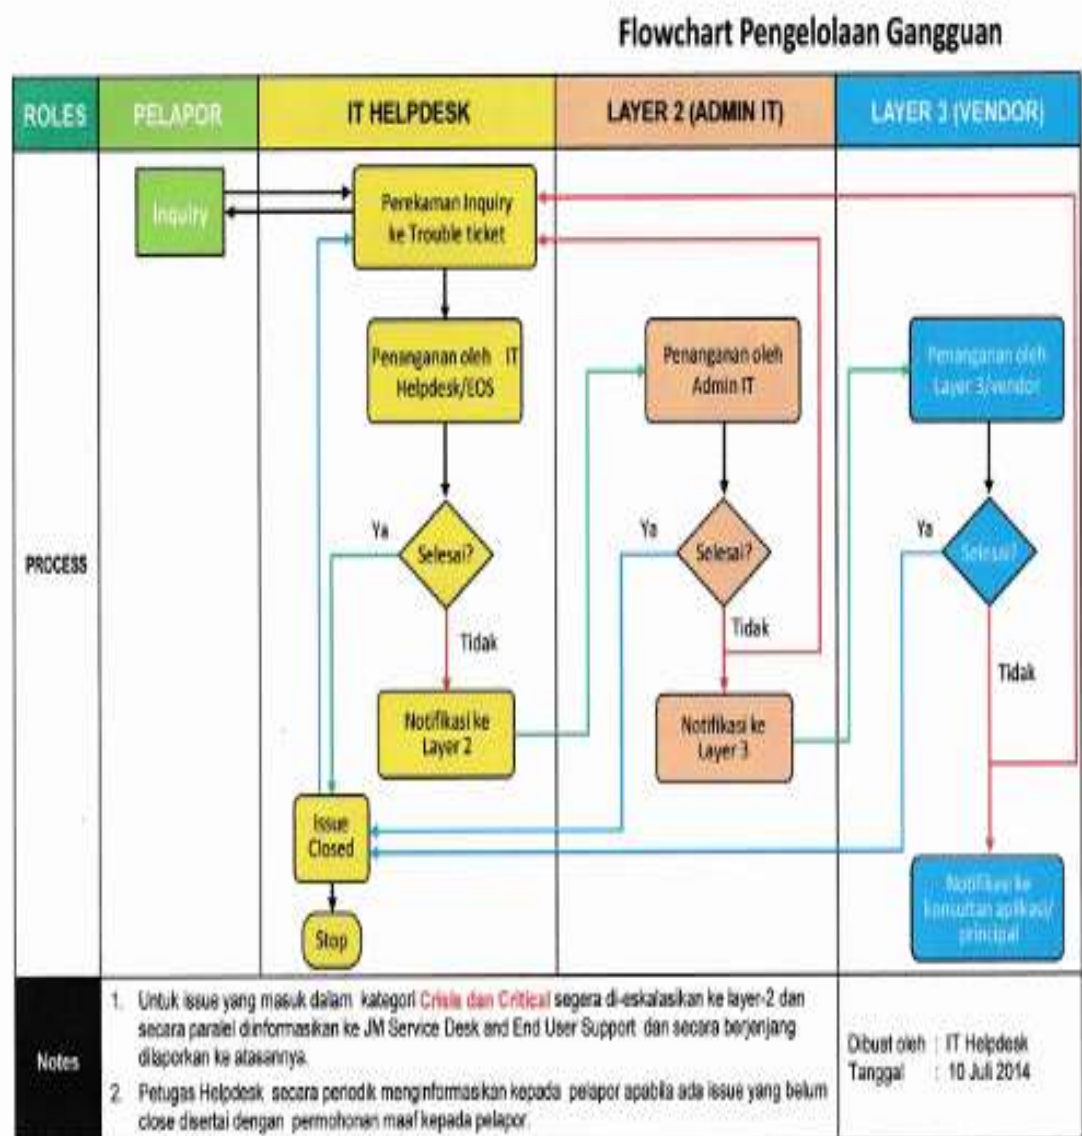 Flowchart Pengelolaan Gangguan
ROLES
PELAPOR
IT HELPDESK
LAYER 2 (ADMIN IT)
LAYER 3 (VENDOR)
PROCESS
Inquiry
Perekaman Inquiry
ke Trouble ticket
Penanganan oleh IT
Helpdesk/EOS
Penanganan oleh
Admin IT
Penanganan oleh
Layer 3/vendor
Ya
Selesai?
Tidak
Ya
Selesai?
Tidak
Ya
Selesai?
Tidak
Notifikasi ke
Layer 2
Notifikasi ke
Layer 3
Issue
Closed
Notifikasi ke
konsultan aplikasi/
principal
Stop
Notes
1. Untuk issue yang masuk dalam kategori Crisis dan Critical segera di-eskalasikan ke layer-2 dan
secara paralel diinformasikan ke JM Service Desk and End User Support dan secara berjenjang
dilaporkan ke atasannya.
2. Petugas Helpdesk secara periodik menginformasikan kepada pelapor apabila ada issue yang belum
close disertai dengan permohonan maaf kepada pelapor.
Dibuat oleh : IT Helpdesk
Tanggal : 10 Juli 2014